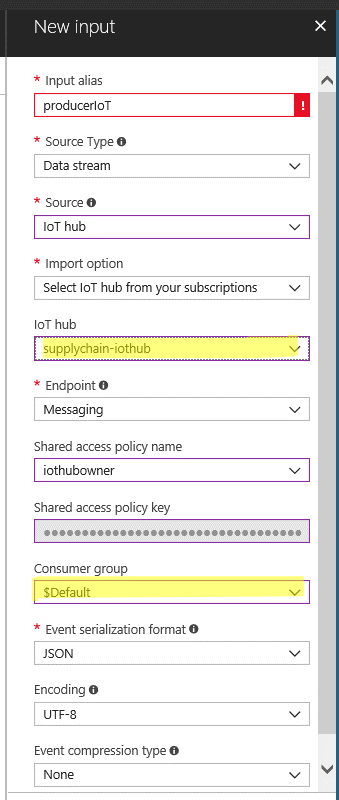 New input
* Input alias
producerIoT
* Source Type
Data stream
* Source
IoT hub
* Import option
Select IoT hub from your subscriptions
IoT hub
supplychain-iothub
* Endpoint
Messaging
Shared access policy name
iothubowner
Shared access policy key
Consumer group
$Default
* Event serialization format
JSON
Encoding
UTF-8
Event compression type
None